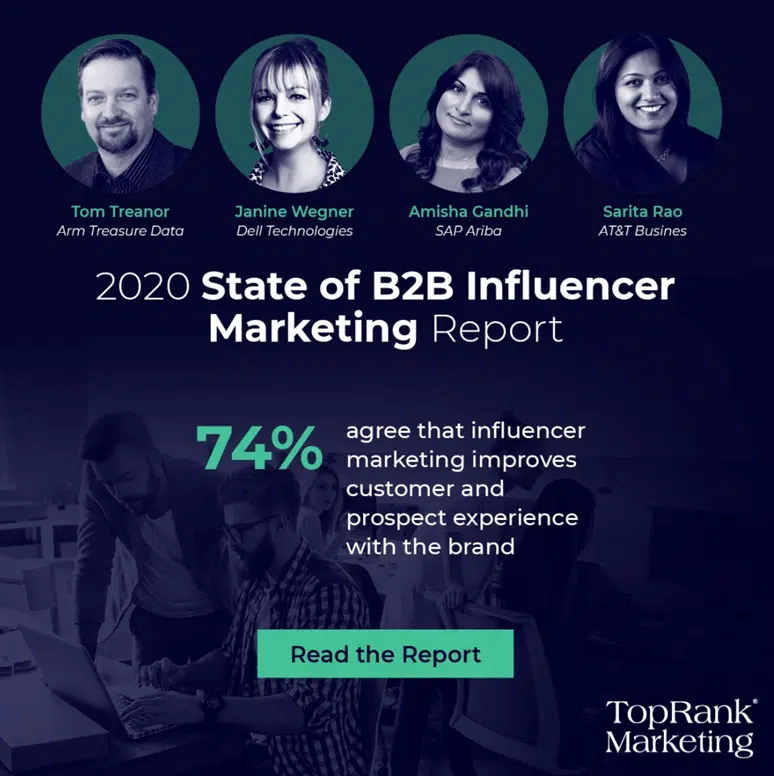 Tom Treanor
Arm Treasure Data
Janine Wegner
Dell Technologies
Amisha Gandhi
SAP Ariba
Sarita Rao
AT&T Busines
2020 State of B2B Influencer
Marketing Report
74%
agree that influencer
marketing improves
customer and
prospect experience
with the brand
Read the Report
TopRank®
Marketing